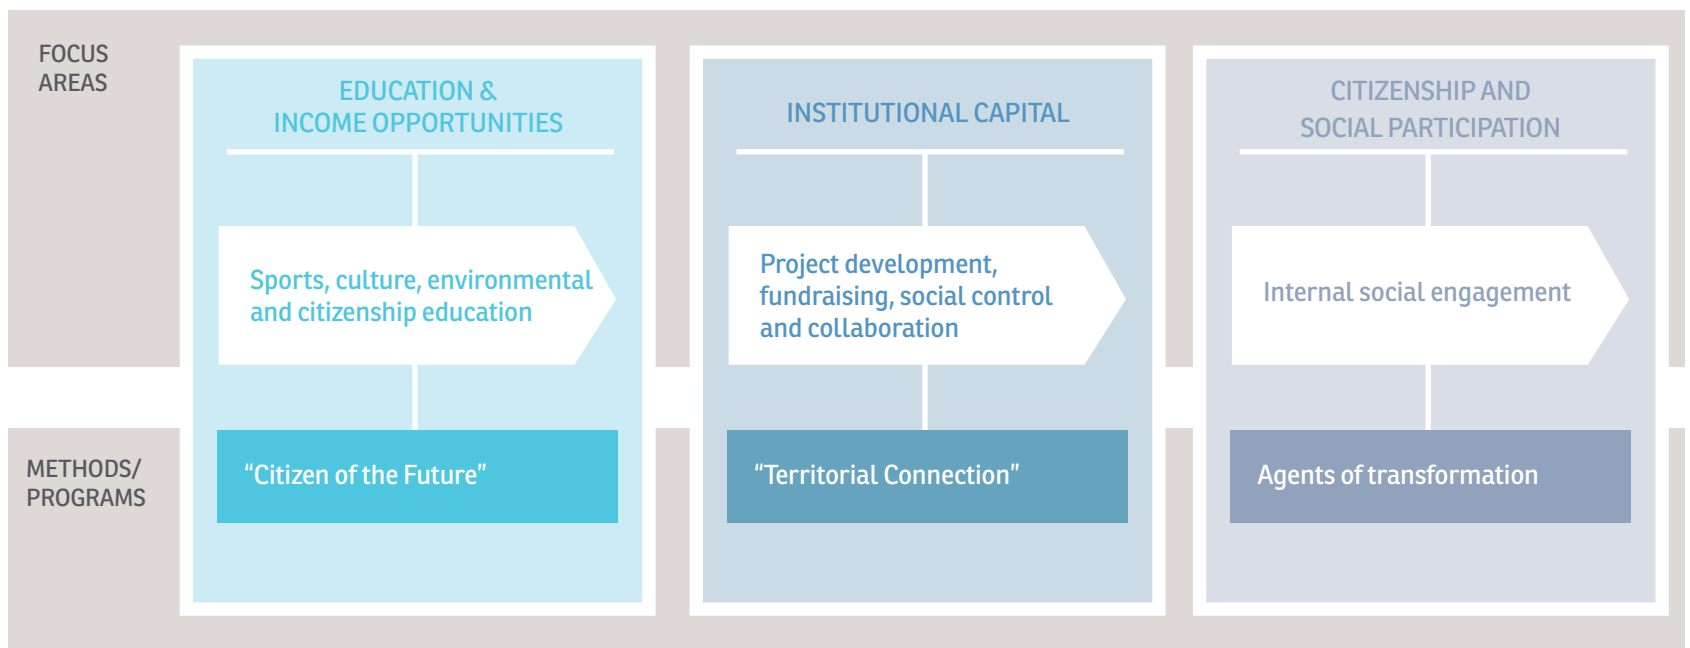 FOCUS
AREAS
EDUCATION &
INCOME OPPORTUNITIES
INSTITUTIONAL CAPITAL
CITIZENSHIP AND
SOCIAL PARTICIPATION
Sports, culture, environmental
and citizenship education
Project development,
fundraising, social control
and collaboration
Internal social engagement
METHODS/
PROGRAMS
“Citizen of the Future”
“Territorial Connection”
Agents of transformation